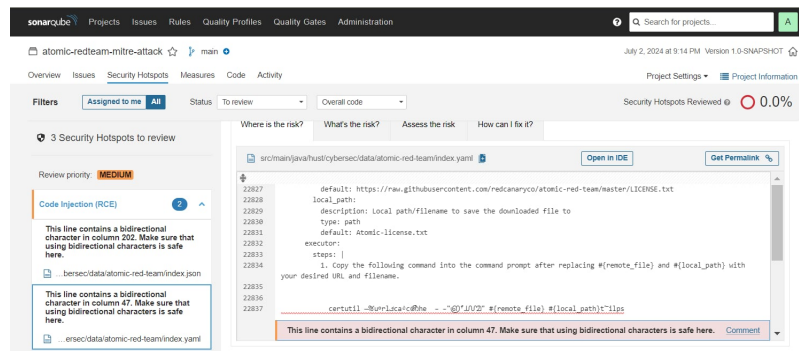 sonarqube Projects Issues Rules Quality Profiles Quality Gates Administration Search for projects... A
atomic-redteam-mitre-attack main July 2, 2024 at 9:14 PM Version 1.0-SNAPSHOT
Overview Issues Security Hotspots Measures Code Activity Project Settings Project Information
Filters Assigned to me All Status To review Overall code Security Hotspots Reviewed 0.0%
3 Security Hotspots to review
Review priority: MEDIUM
Code Injection (RCE) 2
This line contains a bidirectional
character in column 202. Make sure that
using bidirectional characters is safe
here.
...bersec/data/atomic-red-team/index.json
This line contains a bidirectional
character in column 47. Make sure that
using bidirectional characters is safe
here.
...ersec/data/atomic-red-team/index.yaml
Where is the risk? What's the risk? Assess the risk How can I fix it?
src/main/java/hust/cybersec/data/atomic-red-team/index.yaml Open in IDE Get Permalink
22827 default: https://raw.githubusercontent.com/redcanaryco/atomic-red-team/master/LICENSE.txt
22828 local_path:
22829 description: Local path/filename to save the downloaded file to
22830 type: path
22831 default: Atomic-license.txt
22832 executor:
22833 steps: |
22834 1. Copy the following command into the command prompt after replacing #{remote_file} and #{local_path} with
your desired URL and filename.
22835
22836
22837 certutil #{remote_file} #{local_path}
This line contains a bidirectional character in column 47. Make sure that using bidirectional characters is safe here. Comment